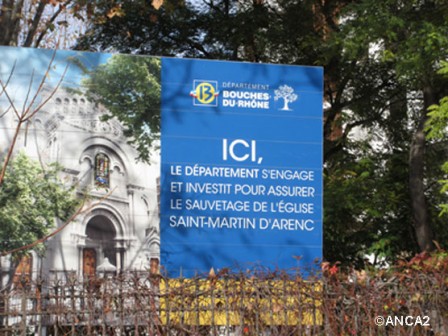 13
DÉPARTEMENT
BOUCHES
DU-RHÔNE
ICI,
LE DÉPARTEMENT S'ENGAGE
ET INVESTIT POUR ASSURER
LE SAUVETAGE DE L'ÉGLISE
SAINT-MARTIN D'ARENC
©ANCA2